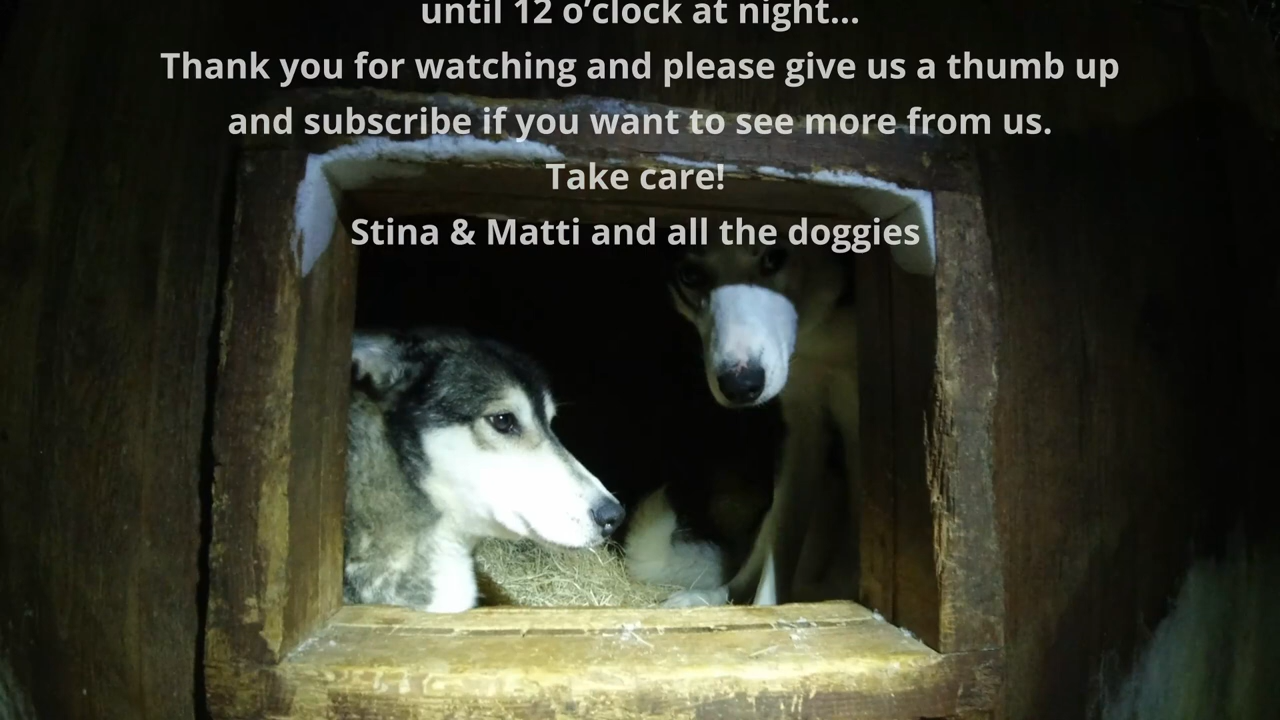 until 12 o’clock at night...
Thank you for watching and please give us a thumb up
and subscribe if you want to see more from us.
Take care!
Stina & Matti and all the doggies